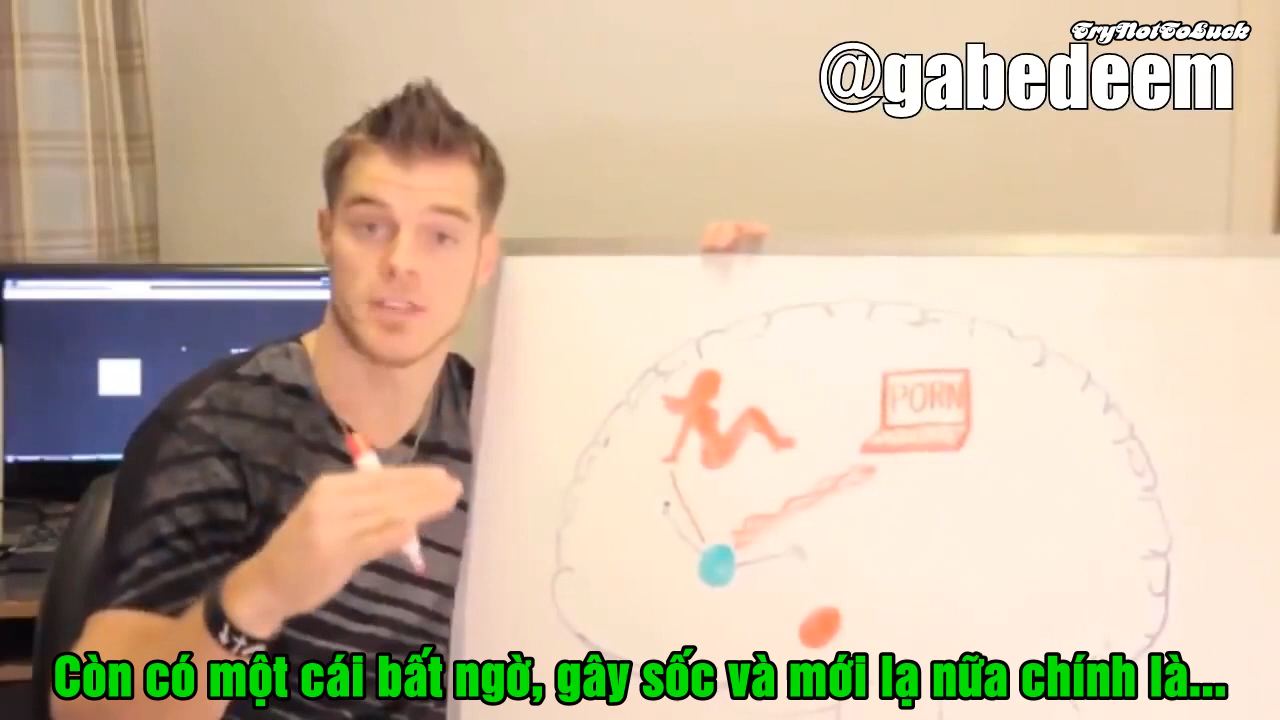 TryNotToLuck
@gabedeem
PORN
Còn có một cái bất ngờ, gây sốc và mới lạ nữa chính là...